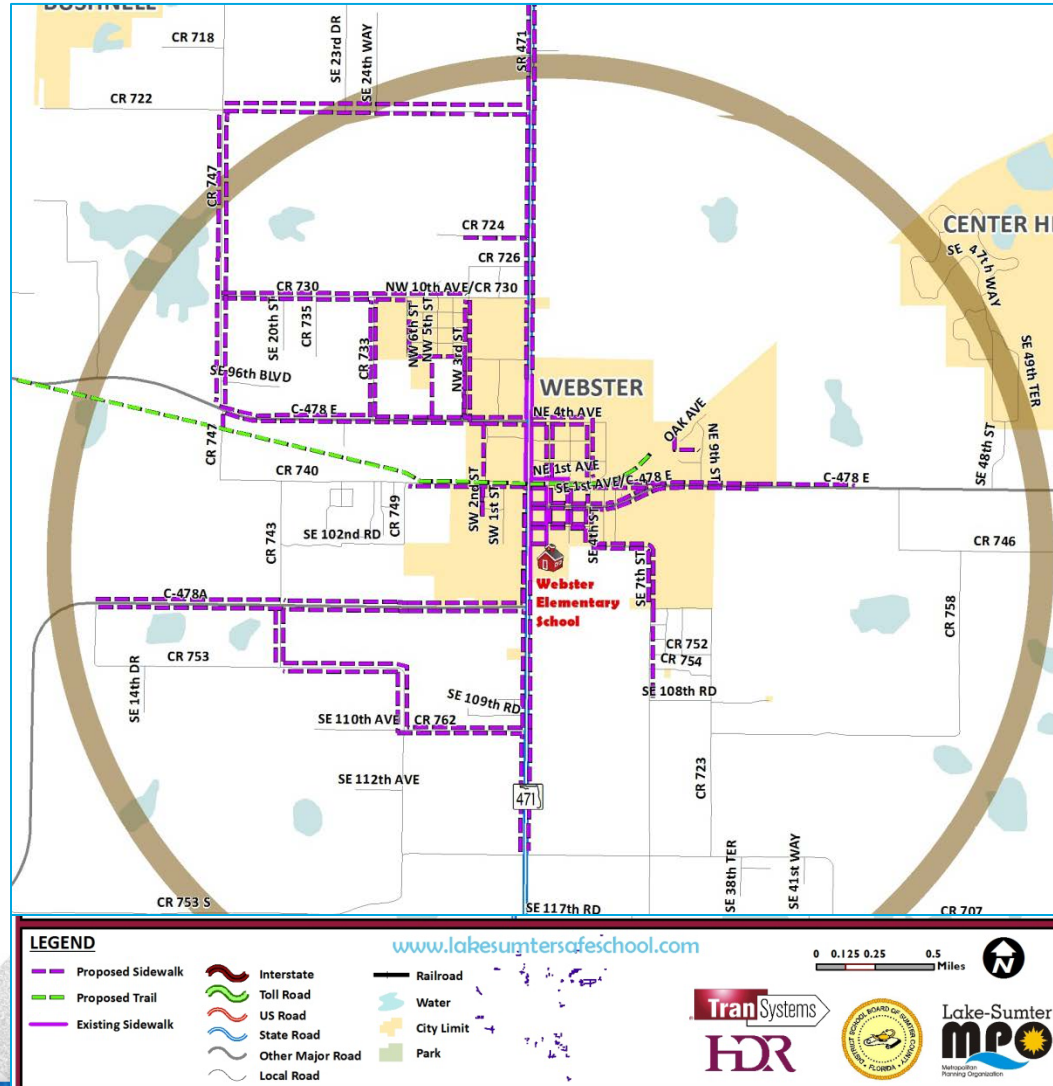 BUSHNELL
CR 718
SE 23rd DR
SE 24th WAY
SR 471
CR 722
CR 747
CENTER HI
SE 47th WAY
CR 724
CR 726
CR 730
NW 10th AVE/CR 730
SE 20th ST
CR 735
CR 733
NW 6th ST
NW 5th ST
NW 3rd ST
SE 49th TER
SE 96th BLVD
WEBSTER
C-478 E
NE 4th AVE
OAK AVE
NE 9th ST
SE 48th ST
CR 747
CR 740
NE 1st AVE
SE 1st AVE/C-478 E
C-478 E
SW 2nd ST
SW 1st ST
CR 749
CR 743
SE 102nd RD
SE 4th ST
CR 746
SE 7th ST
Webster
Elementary
School
C-478A
CR 758
CR 752
CR 753
CR 754
SE 14th DR
SE 109th RD
SE 108th RD
SE 110th AVE
CR 762
SE 112th AVE
CR 723
471
SE 38th TER
SE 41st WAY
CR 753 S
SE 117th RD
CR 707
LEGEND
Proposed Sidewalk
Proposed Trail
Existing Sidewalk
Interstate
Toll Road
US Road
State Road
Other Major Road
Local Road
Railroad
Water
City Limit
Park
www.lakesumtersafeschool.com
0 0.125 0.25 0.5
Miles
N
TranSystems
HDR
DISTRICT SCHOOL BOARD OF SUMTER COUNTY
FLORIDA
Lake-Sumter
MPO
Metropolitan
Planning Organization